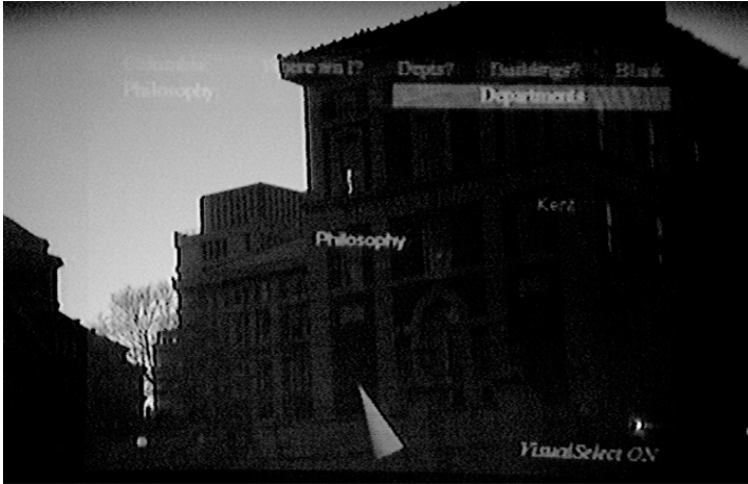 Columbia: Where am I? Depts? Buildings? Blank
Philosophy
Departments
Kent
Philosophy
VisualSelect ON